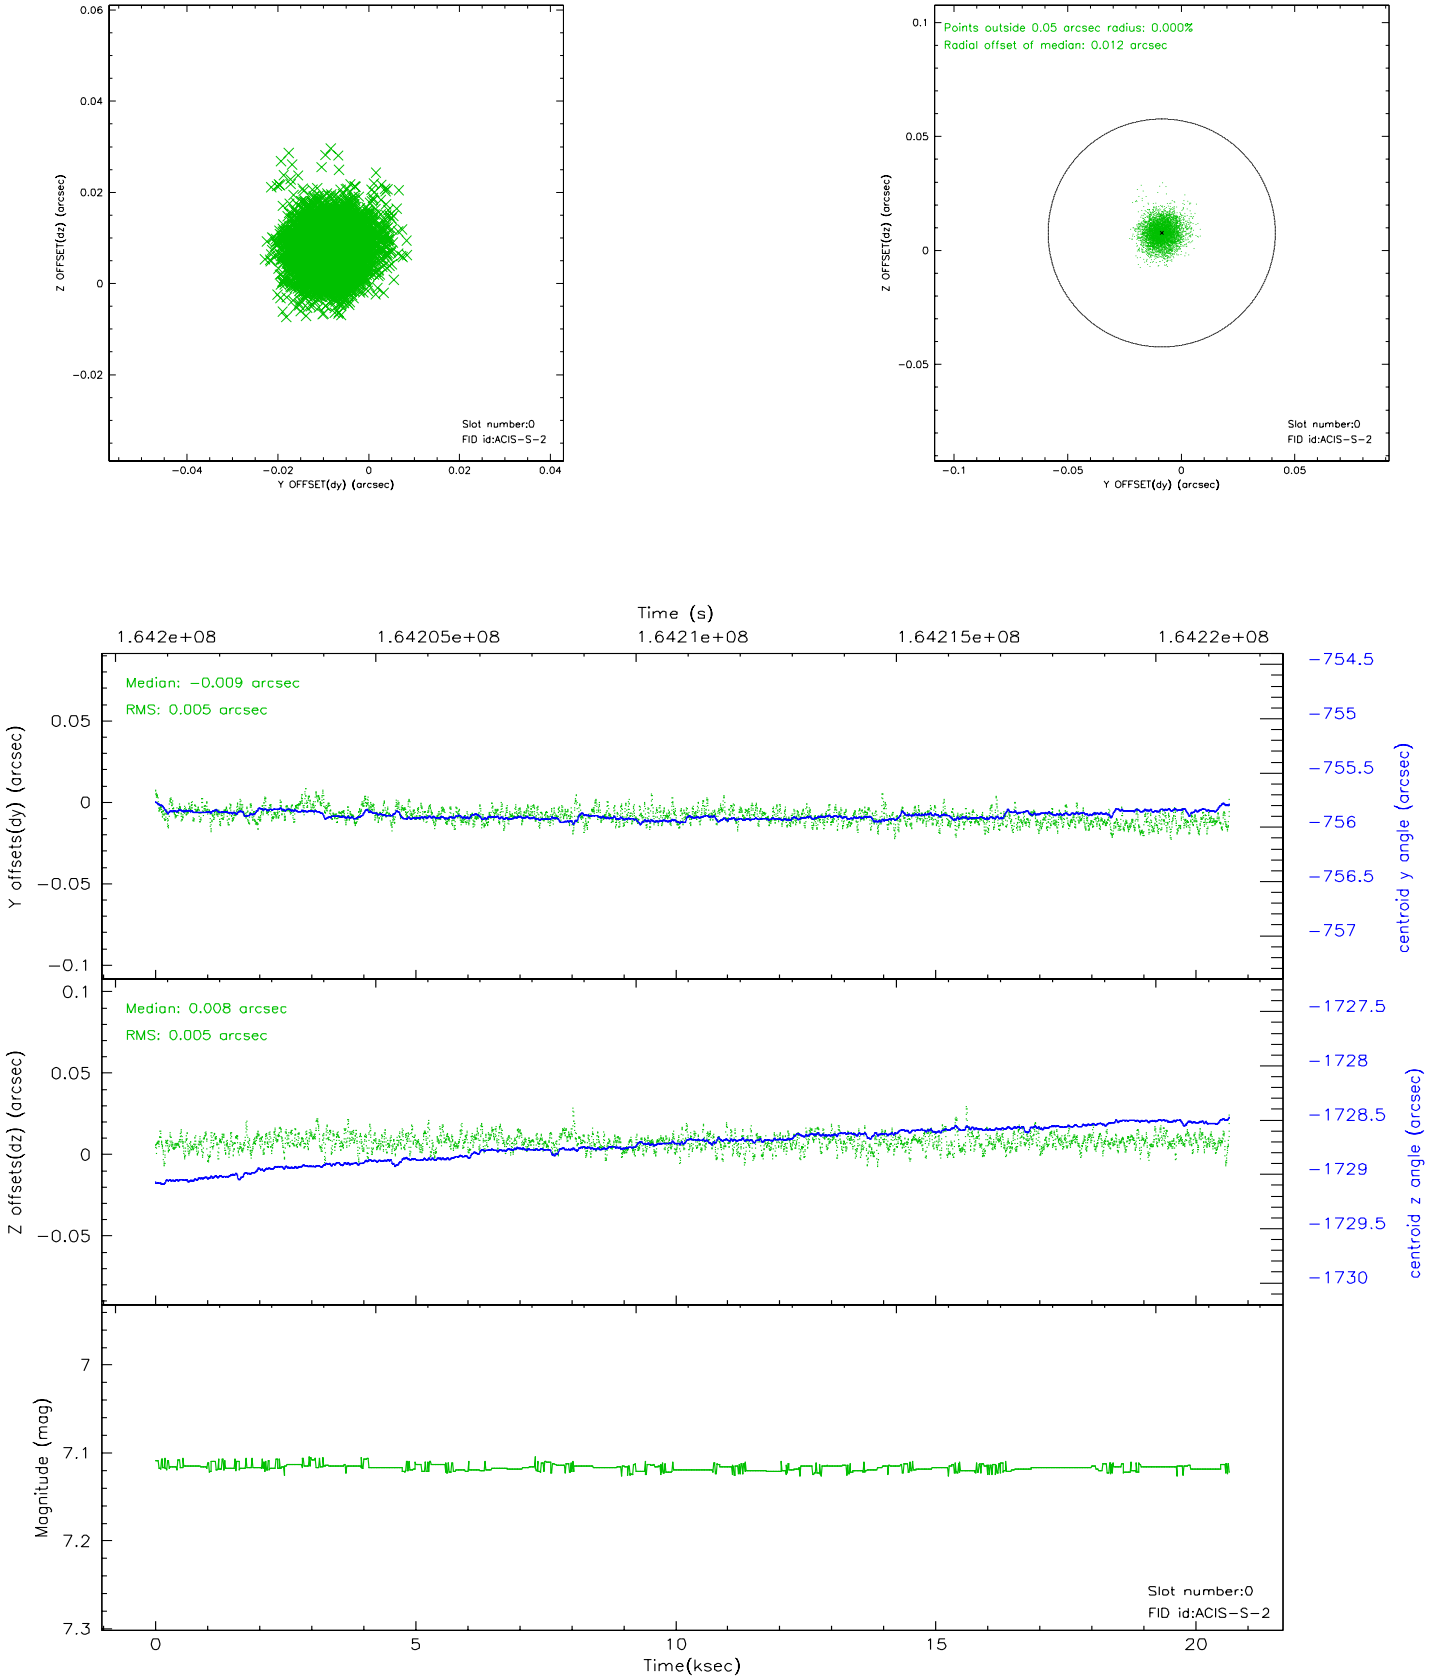 0.06
0.04
0.02
0
−0.02
Z OFFSET(dz) (arcsec)
Slot number:0
FID id:ACIS−S−2
−0.04 −0.02 0 0.02 0.04
Y OFFSET(dy) (arcsec)
Points outside 0.05 arcsec radius: 0.000%
Radial offset of median: 0.012 arcsec
0.1
0.05
0
−0.05
Z OFFSET(dz) (arcsec)
Slot number:0
FID id:ACIS−S−2
−0.1 −0.05 0 0.05
Y OFFSET(dy) (arcsec)
Time (s)
1.642e+08 1.64205e+08 1.6421e+08 1.64215e+08 1.6422e+08
Median: −0.009 arcsec
RMS: 0.005 arcsec
0.05
0
−0.05
−0.1
Y offsets(dy) (arcsec)
−754.5
−755
−755.5
−756
−756.5
−757
centroid y angle (arcsec)
Median: 0.008 arcsec
RMS: 0.005 arcsec
0.1
0.05
0
−0.05
Z offsets(dz) (arcsec)
−1727.5
−1728
−1728.5
−1729
−1729.5
−1730
centroid z angle (arcsec)
7
7.1
7.2
7.3
Magnitude (mag)
Slot number:0
FID id:ACIS−S−2
0 5 10 15 20
Time(ksec)